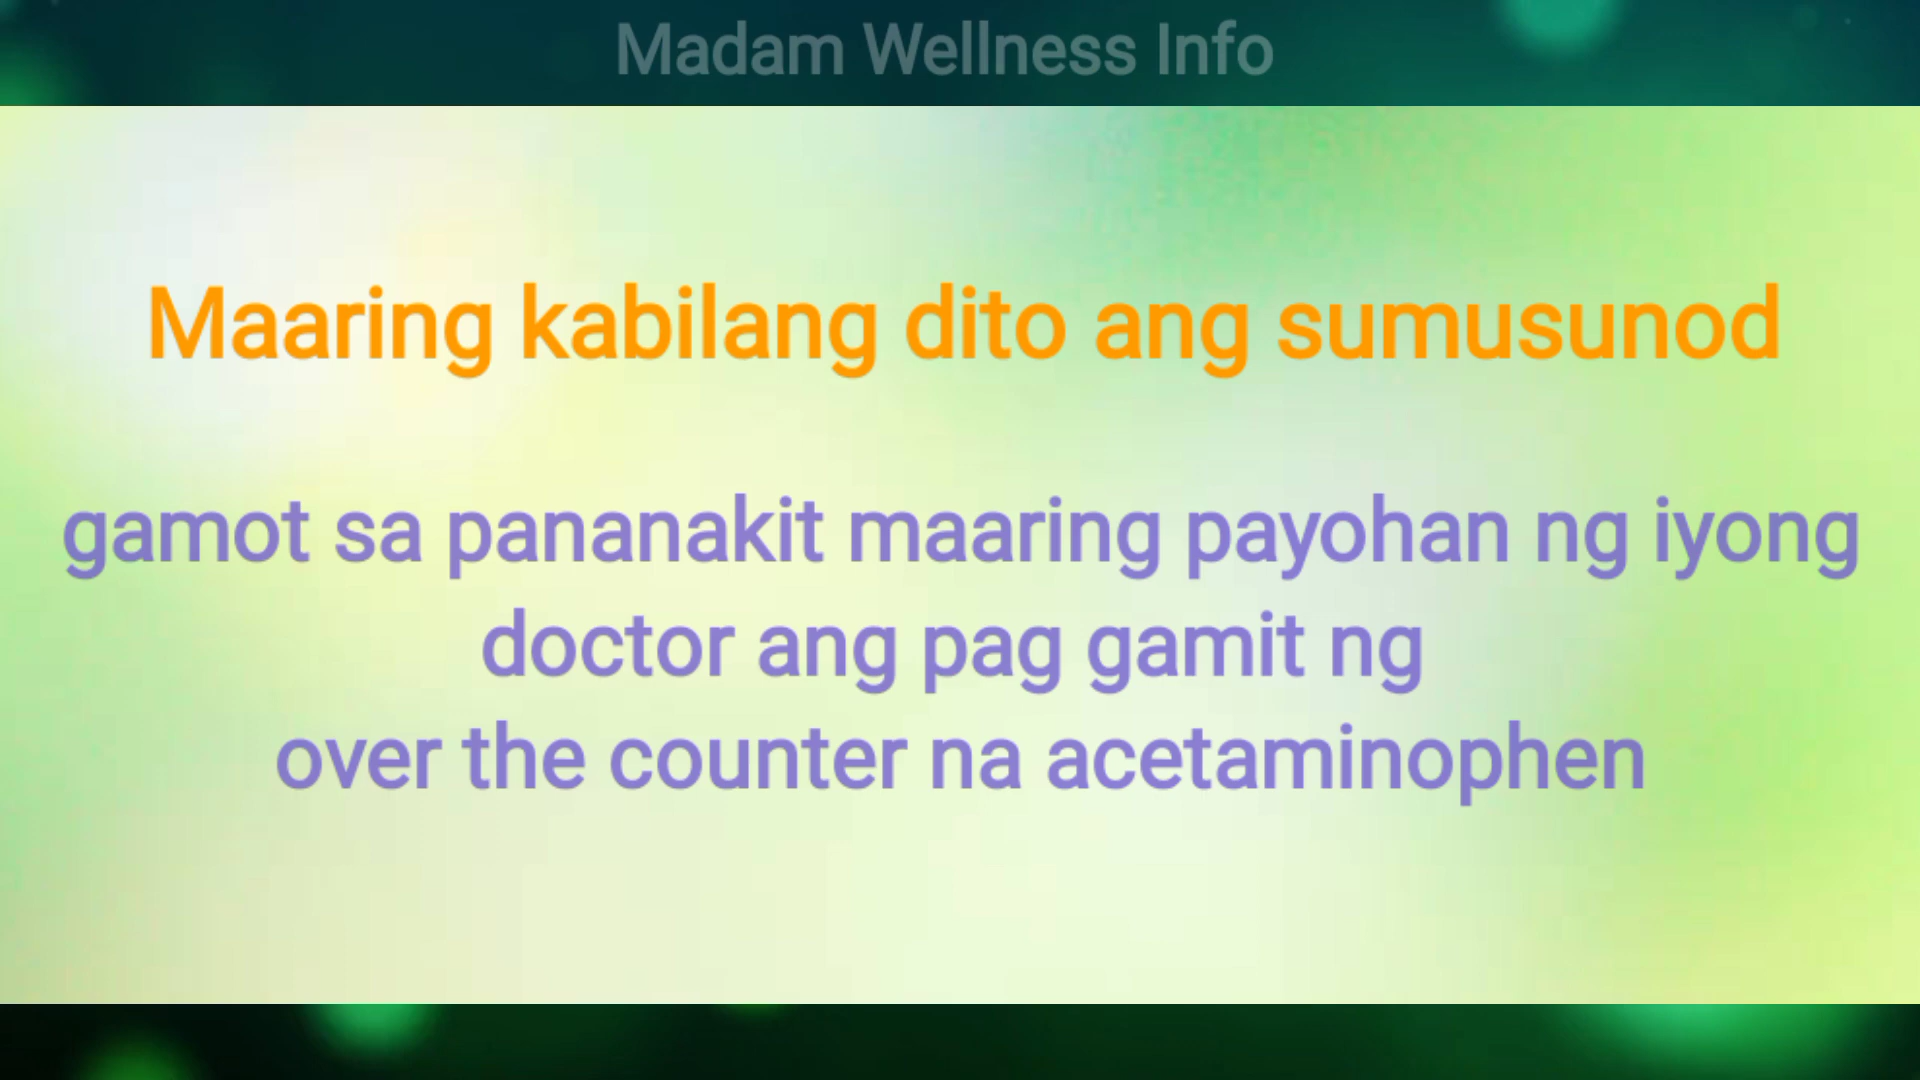 Madam Wellness Info
Maaring kabilang dito ang sumusunod
gamot sa pananakit maaring payohan ng iyong
doctor ang pag gamit ng
over the counter na acetaminophen